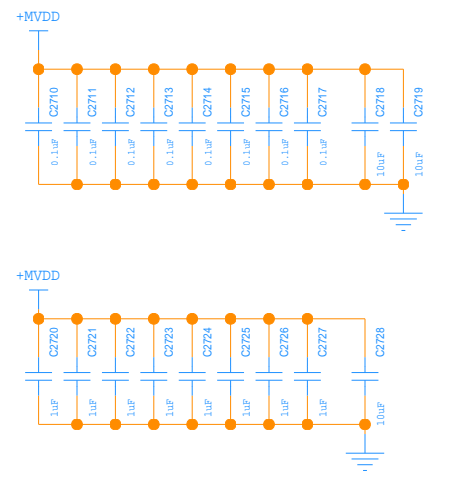 +MVDD
C2710
C2711
C2712
C2713
C2714
C2715
C2716
C2717
C2718
C2719
0.1uF
0.1uF
0.1uF
0.1uF
0.1uF
0.1uF
0.1uF
0.1uF
10uF
10uF
+MVDD
C2720
C2721
C2722
C2723
C2724
C2725
C2726
C2727
C2728
1uF
1uF
1uF
1uF
1uF
1uF
1uF
1uF
10uF